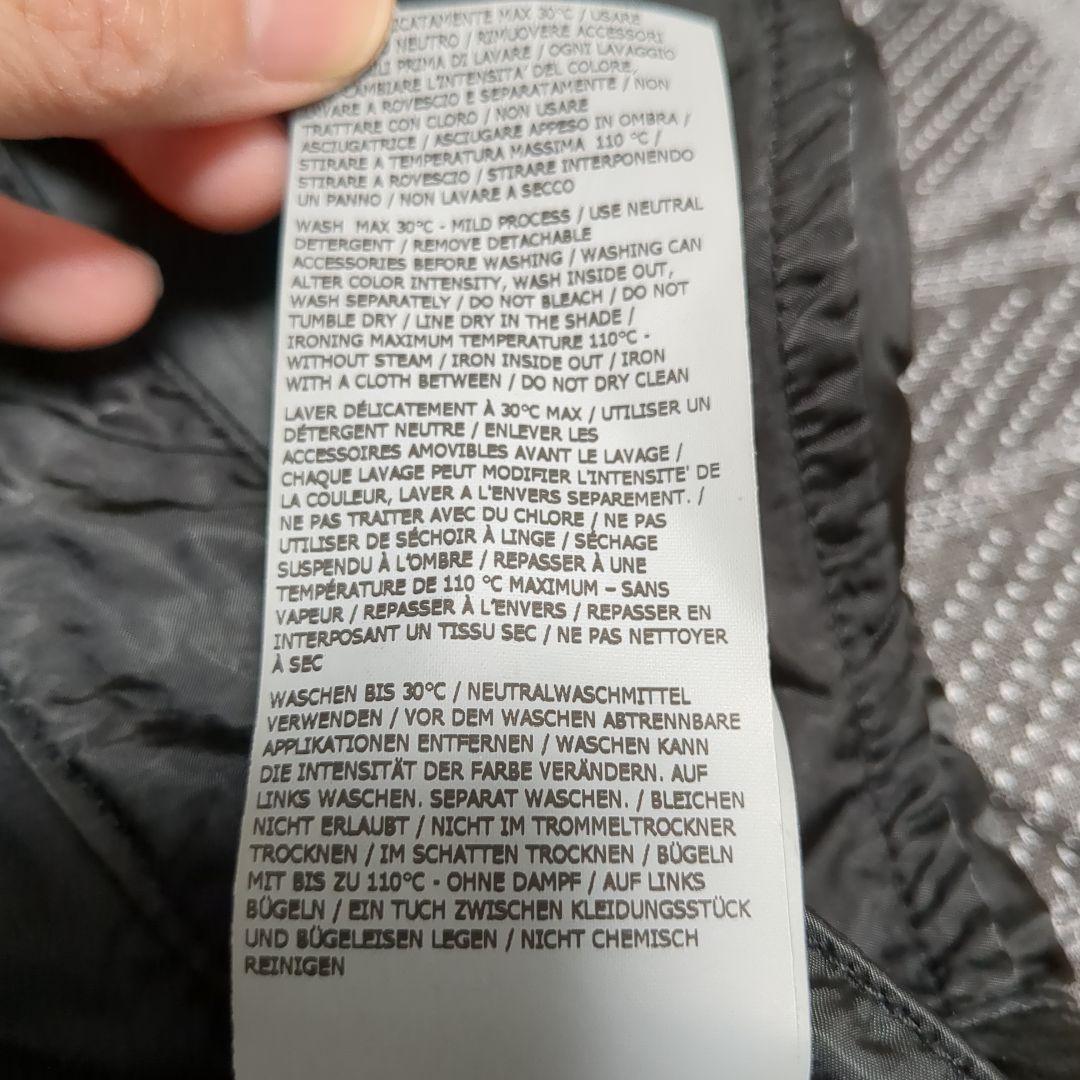 MAX 30°C / USARE
NEUTRO / RIMUOVERE ACCESSORI
PRIMA DI LAVARE / OGNI LAVAGGIO
CAMBIARE L'INTENSITA' DEL COLORE,
A ROVESCIO E SEPARATAMENTE / NON
TRATTARE CON CLORO / NON USARE
ASCIUGATRICE / ASCIUGARE APPESO IN OMBRA /
STIRARE A TEMPERATURA MASSIMA 110 °C /
STIRARE A ROVESCIO / STIRARE INTERPONENDO
UN PANNO / NON LAVARE A SECCO
WASH MAX 30°C - MILD PROCESS / USE NEUTRAL
DETERGENT / REMOVE DETACHABLE
ACCESSORIES BEFORE WASHING / WASHING CAN
ALTER COLOR INTENSITY, WASH INSIDE OUT,
WASH SEPARATELY / DO NOT BLEACH / DO NOT
TUMBLE DRY / LINE DRY IN THE SHADE /
IRONING MAXIMUM TEMPERATURE 110°C -
WITHOUT STEAM / IRON INSIDE OUT / IRON
WITH A CLOTH BETWEEN / DO NOT DRY CLEAN
LAVER DÉLICATEMENT À 30°C MAX / UTILISER UN
DÉTERGENT NEUTRE / ENLEVER LES
ACCESSOIRES AMOVIBLES AVANT LE LAVAGE /
CHAQUE LAVAGE PEUT MODIFIER L'INTENSITE' DE
LA COULEUR, LAVER A L'ENVERS SEPAREMENT. /
NE PAS TRAITER AVEC DU CHLORE / NE PAS
UTILISER DE SÉCHOIR À LINGE / SÉCHAGE
SUSPENDU À L'OMBRE / REPASSER À UNE
TEMPÉRATURE DE 110 °C MAXIMUM – SANS
VAPEUR / REPASSER À L'ENVERS / REPASSER EN
INTERPOSANT UN TISSU SEC / NE PAS NETTOYER
À SEC
WASCHEN BIS 30°C / NEUTRALWASCHMITTEL
VERWENDEN / VOR DEM WASCHEN ABTRENNBARE
APPLIKATIONEN ENTFERNEN / WASCHEN KANN
DIE INTENSITÄT DER FARBE VERÄNDERN. AUF
LINKS WASCHEN. SEPARAT WASCHEN. / BLEICHEN
NICHT ERLAUBT / NICHT IM TROMMELTROCKNER
TROCKNEN / IM SCHATTEN TROCKNEN / BÜGELN
MIT BIS ZU 110°C - OHNE DAMPF / AUF LINKS
BÜGELN / EIN TUCH ZWISCHEN KLEIDUNGSSTÜCK
UND BÜGELEISEN LEGEN / NICHT CHEMISCH
REINIGEN